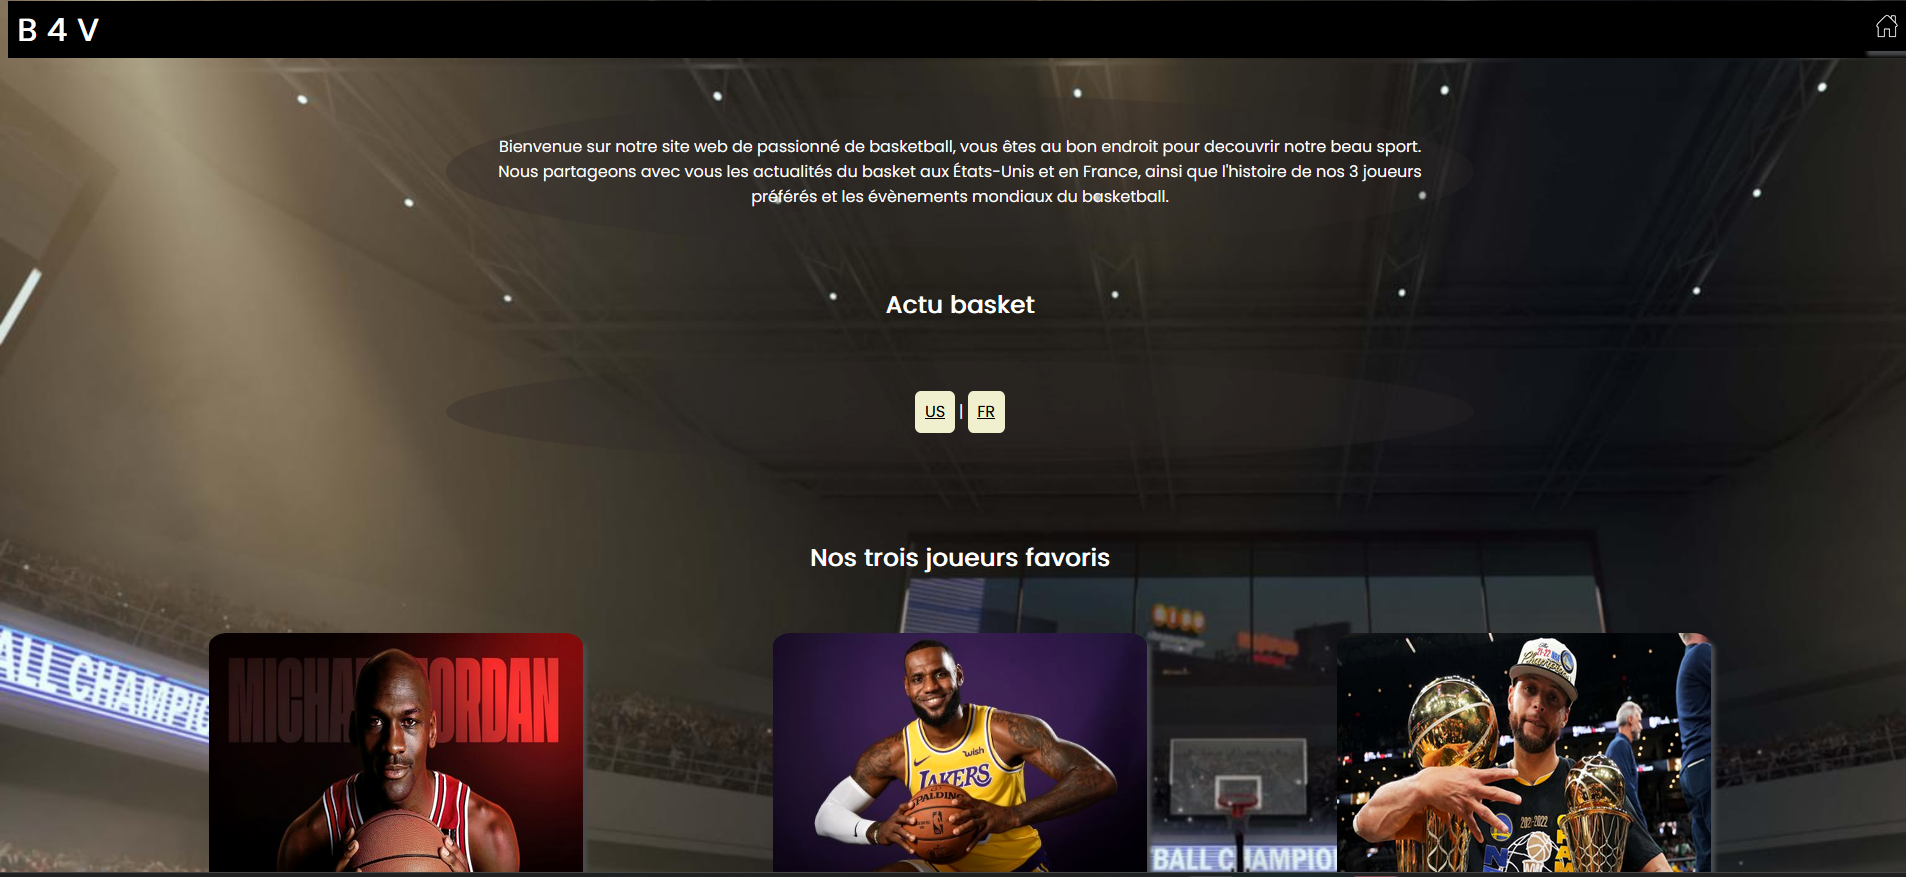 B 4 V
Bienvenue sur notre site web de passionné de basketball, vous êtes au bon endroit pour decouvrir notre beau sport.
Nous partageons avec vous les actualités du basket aux États-Unis et en France, ainsi que l'histoire de nos 3 joueurs
préférés et les évènements mondiaux du basketball.
Actu basket
US | FR
Nos trois joueurs favoris
ALL CHAMPIO
MICHA ORDAN
wish
LAKERS
SPALDING
BALL C AMPIO
2021-2022